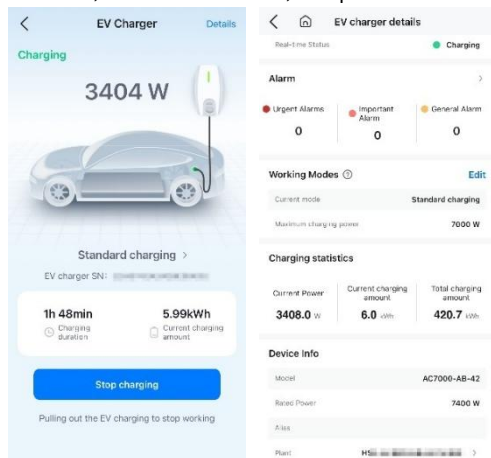 EV Charger
Details
Charging
3404 W
Standard charging >
EV charger SN:
1h 48min
Charging duration
5.99kWh
Current charging amount
Stop charging
Pulling out the EV charging to stop working
EV charger details
Real-time Status
Charging
Alarm
Urgent Alarms
0
Important Alarm
0
General Alarm
0
Working Modes
Edit
Current mode
Standard charging
Maximum charging power
7000 W
Charging statistics
Current Power
3408.0 W
Current charging amount
6.0 kWh
Total charging amount
420.7 kWh
Device Info
Model
AC7000-AB-42
Rated Power
7400 W
Alias
Plant